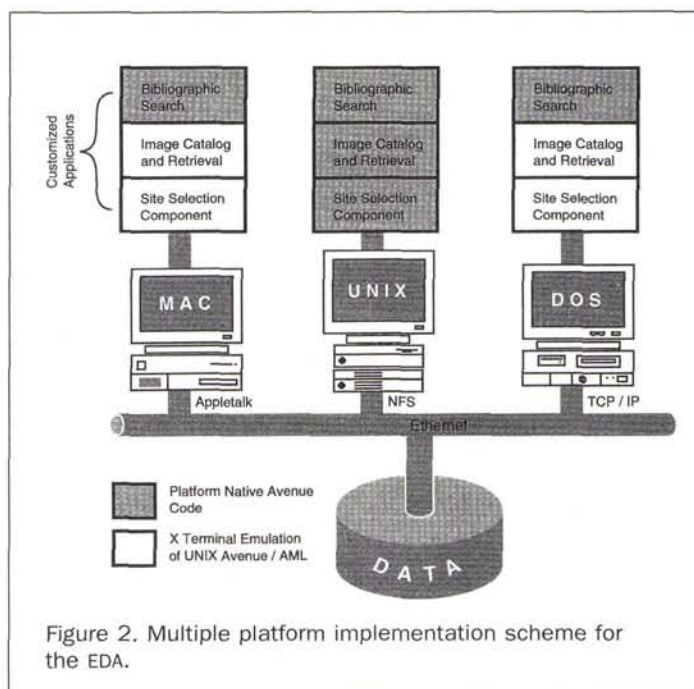 Customized
Applications
Bibliographic
Search
Image Catalog
and Retrieval
Site Selection
Component
Bibliographic
Search
Image Catalog
and Retrieval
Site Selection
Component
Bibliographic
Search
Image Catalog
and Retrieval
Site Selection
Component
MAC
UNIX
DOS
Appletalk
NFS
TCP / IP
Ethernet
Platform Native Avenue
Code
X Terminal Emulation
of UNIX Avenue / AML
DATA
Figure 2. Multiple platform implementation scheme for
the EDA.